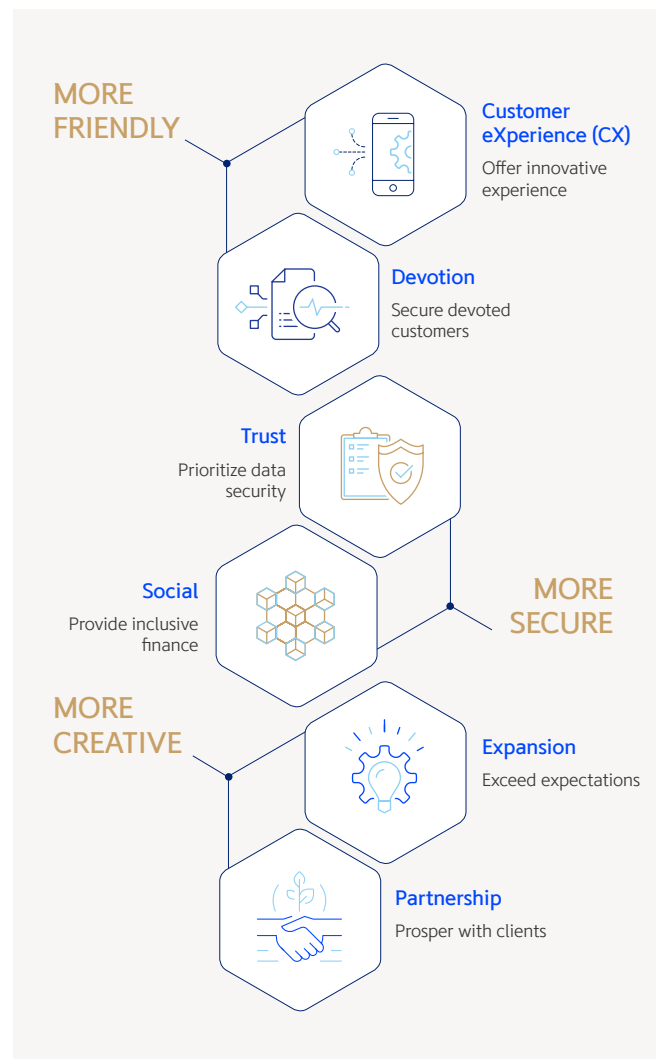 MORE
FRIENDLY
Customer
eXperience (CX)
Offer innovative
experience
Devotion
Secure devoted
customers
Trust
Prioritize data
security
Social
Provide inclusive
finance
MORE
SECURE
MORE
CREATIVE
Expansion
Exceed expectations
Partnership
Prosper with clients